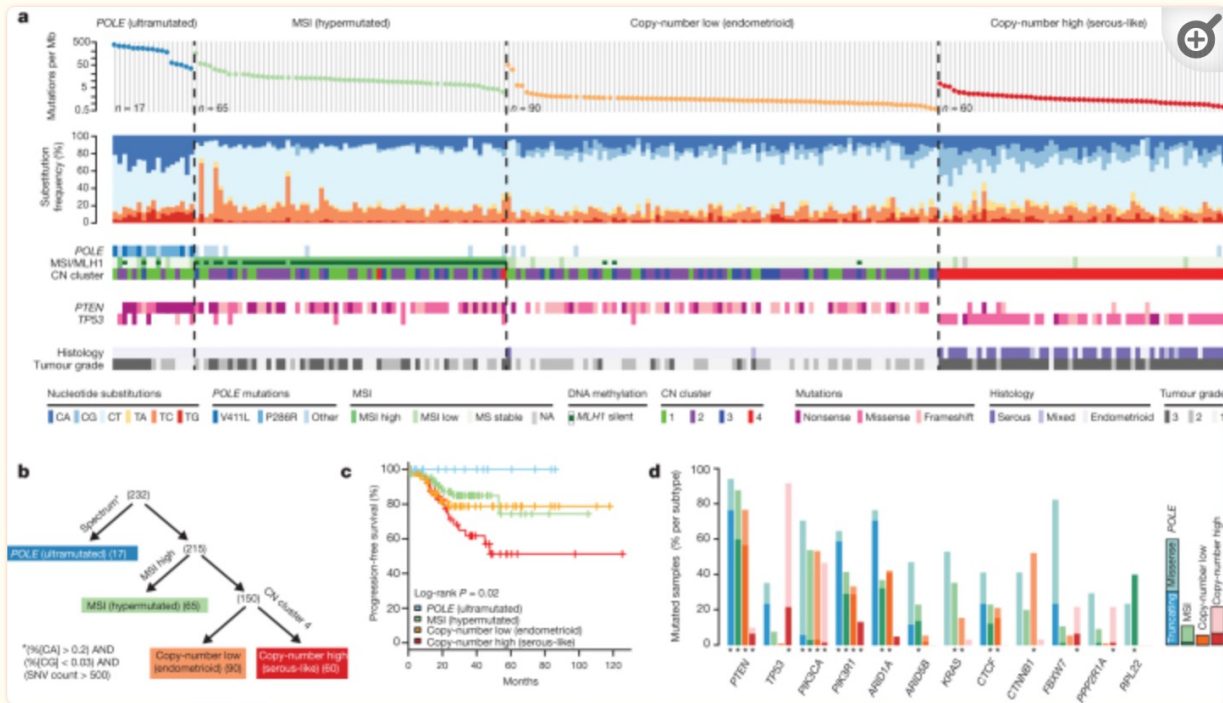 a
POLE (ultramutated)
MSI (hypermutated)
Copy-number low (endometrioid)
Copy-number high (serous-like)
Mutations per Mb
500
50
5
0.5
n = 17
n = 65
n = 90
n = 60
Substitution
frequency (%)
100
80
60
40
20
0
POLE
MSI/MLH1
CN cluster
PTEN
TP53
Histology
Tumour grade
Nucleotide substitutions
CA CG CT TA TC TG
POLE mutations
V411L P286R Other
MSI
MSI high MSI low MS stable NA
DNA methylation
MLH1 silent
CN cluster
1 2 3 4
Mutations
Nonsense Missense Frameshift
Histology
Serous Mixed Endometrioid
Tumour grade
3 2 1
b
(232)
Spectrum*
POLE (ultramutated) (17)
(215)
MSI high
MSI (hypermutated) (65)
(150)
CN cluster 4
Copy-number low
(endometrioid) (90)
Copy-number high
(serous-like) (60)
*(%[CA] > 0.2) AND
(%[CG] < 0.03) AND
(SNV count > 500)
c
Progression-free survival (%)
100
80
60
40
20
0
Log-rank P = 0.02
POLE (ultramutated)
MSI (hypermutated)
Copy-number low (endometrioid)
Copy-number high (serous-like)
0 20 40 60 80 100 120
Months
d
Mutated samples (% per subtype)
100
80
60
40
20
0
PTEN
TP53
PIK3CA
PIK3R1
ARID1A
ARID5B
KRAS
CTCF
CTNNB1
FBXW7
PPP2R1A
RPL22
Truncating Missense
POLE
MSI
Copy-number low
Copy-number high